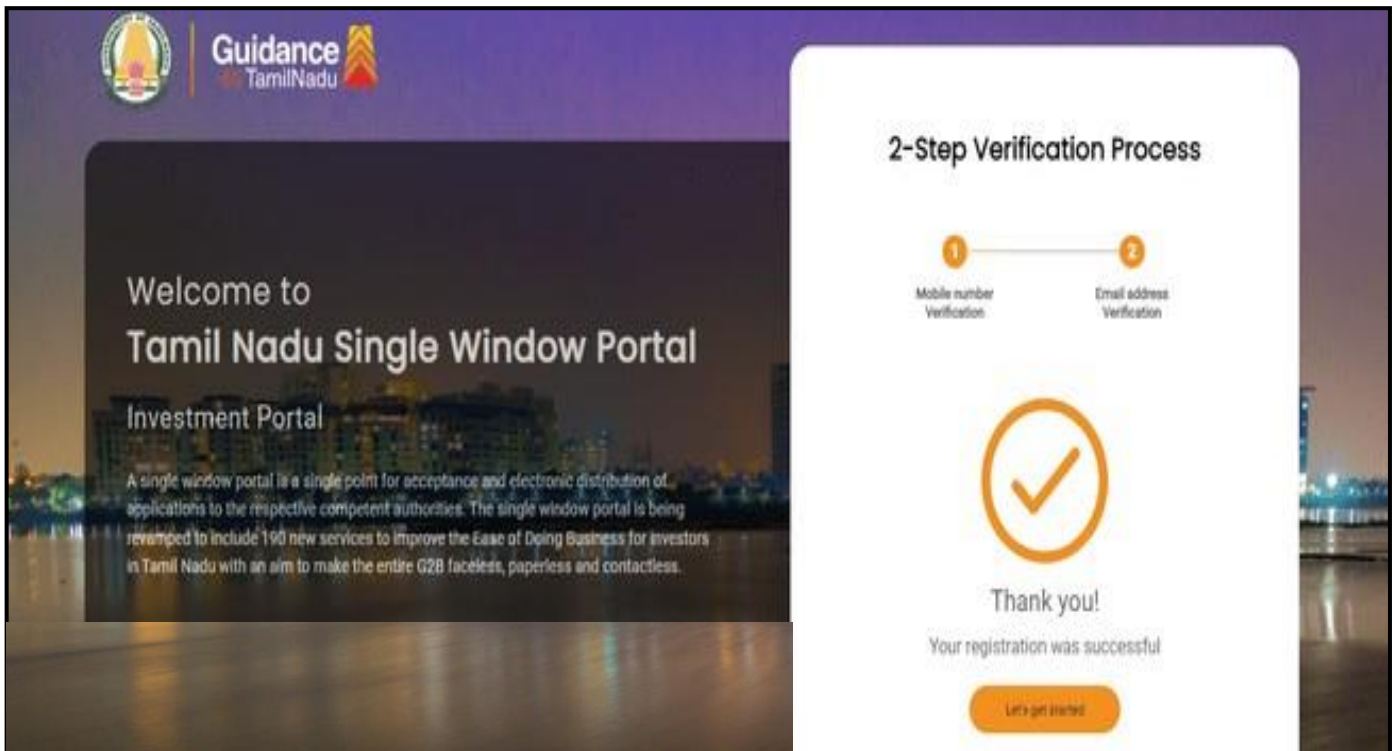 Guidance
TamilNadu
Welcome to
Tamil Nadu Single Window Portal
Investment Portal
A single window portal is a single point for acceptance and electronic distribution of
applications to the respective competent authorities. The single window portal is being
revamped to include 190 new services to improve the Ease of Doing Business for investors
in Tamil Nadu with an aim to make the entire G2B faceless, paperless and contactless.
2-Step Verification Process
1
2
Mobile number
Verification
Email address
Verification
Thank you!
Your registration was successful
Let's get started